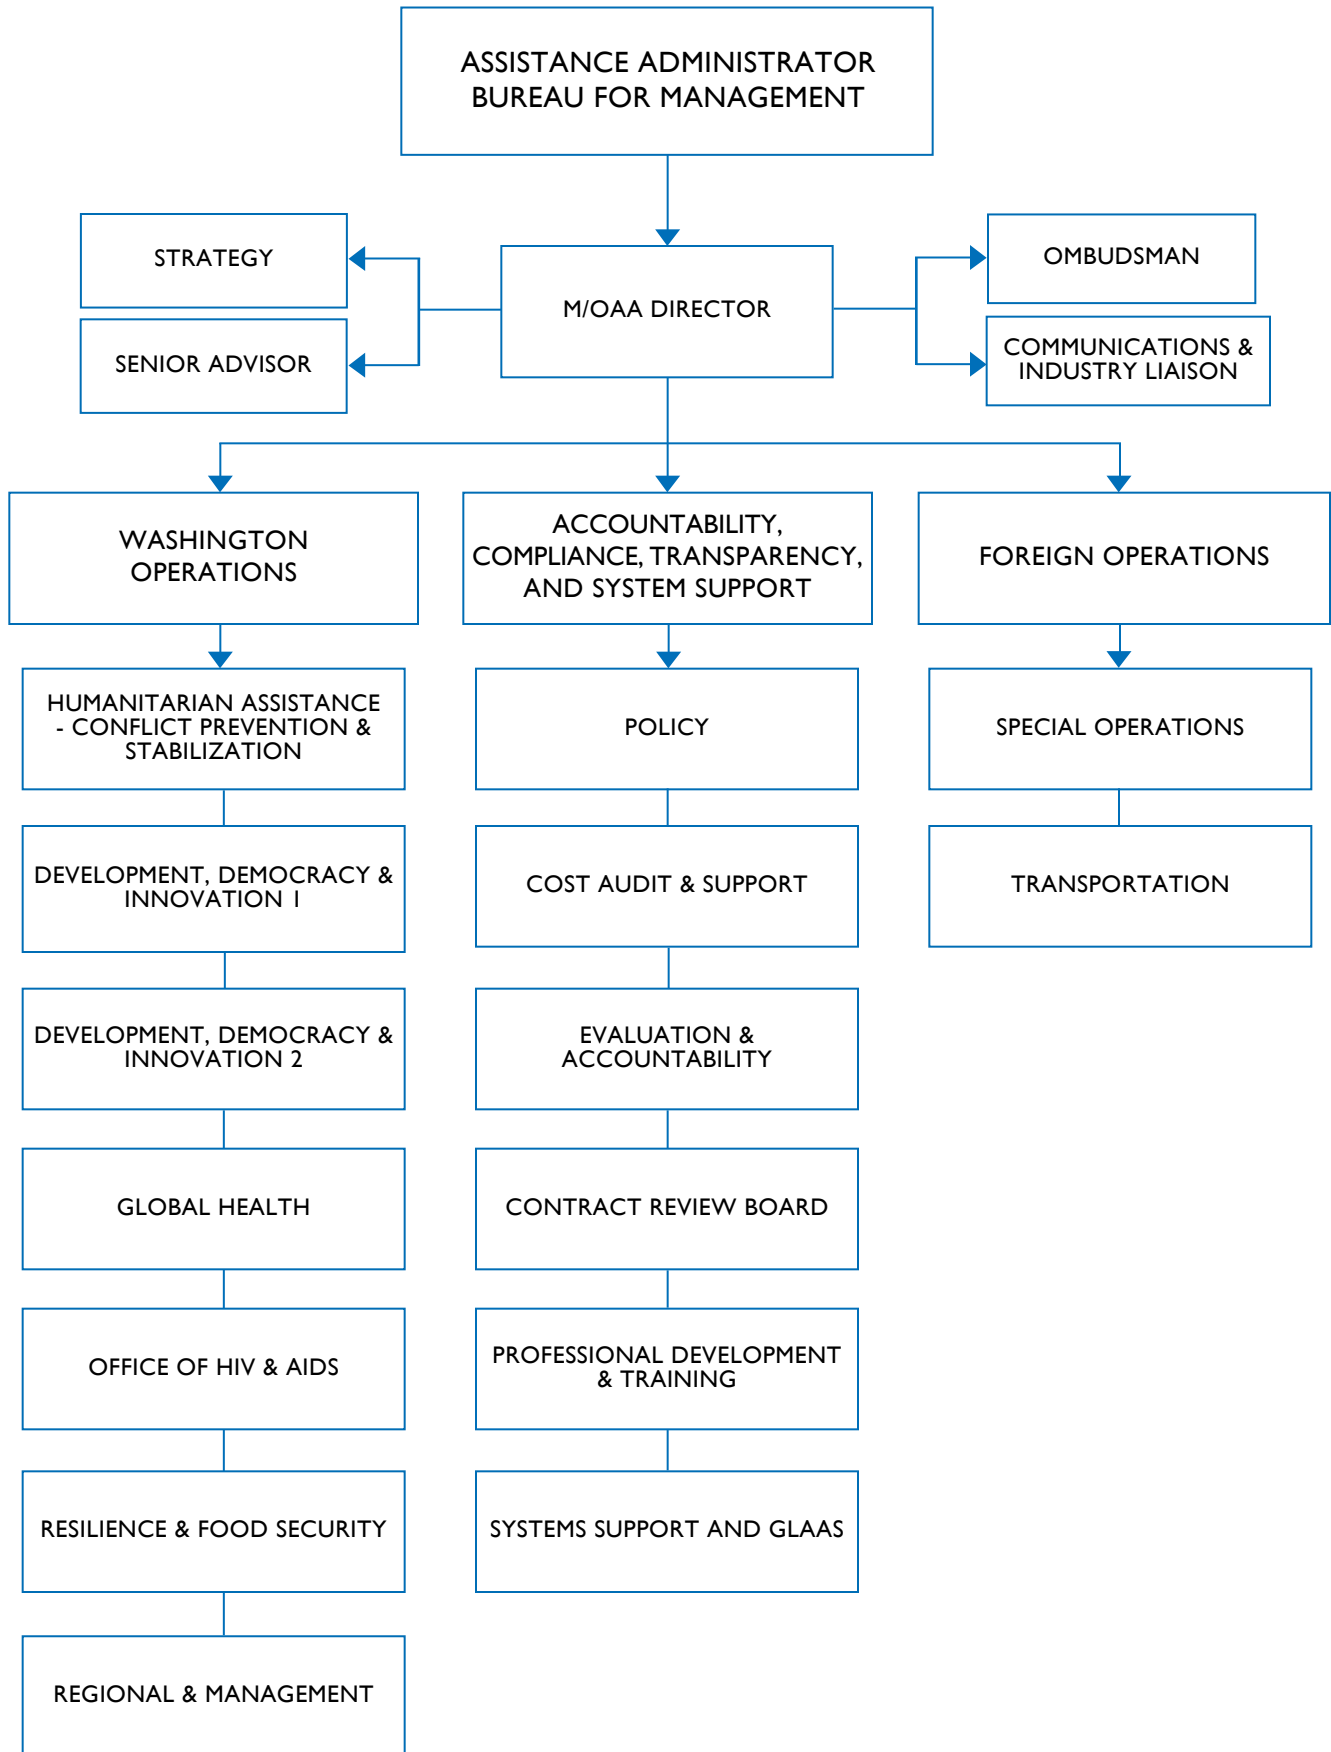 ASSISTANCE ADMINISTRATOR
BUREAU FOR MANAGEMENT
STRATEGY
SENIOR ADVISOR
M/OAA DIRECTOR
OMBUDSMAN
COMMUNICATIONS &
INDUSTRY LIAISON
WASHINGTON
OPERATIONS
HUMANITARIAN ASSISTANCE
- CONFLICT PREVENTION &
STABILIZATION
DEVELOPMENT, DEMOCRACY &
INNOVATION 1
DEVELOPMENT, DEMOCRACY &
INNOVATION 2
GLOBAL HEALTH
OFFICE OF HIV & AIDS
RESILIENCE & FOOD SECURITY
REGIONAL & MANAGEMENT
ACCOUNTABILITY,
COMPLIANCE, TRANSPARENCY,
AND SYSTEM SUPPORT
POLICY
COST AUDIT & SUPPORT
EVALUATION &
ACCOUNTABILITY
CONTRACT REVIEW BOARD
PROFESSIONAL DEVELOPMENT
& TRAINING
SYSTEMS SUPPORT AND GLAAS
FOREIGN OPERATIONS
SPECIAL OPERATIONS
TRANSPORTATION